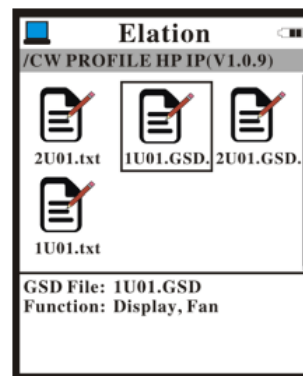 Elation
/CW PROFILE HP IP(V1.0.9)
2U01.txt 1U01.GSD. 2U01.GSD.
1U01.txt
GSD File: 1U01.GSD
Function: Display, Fan